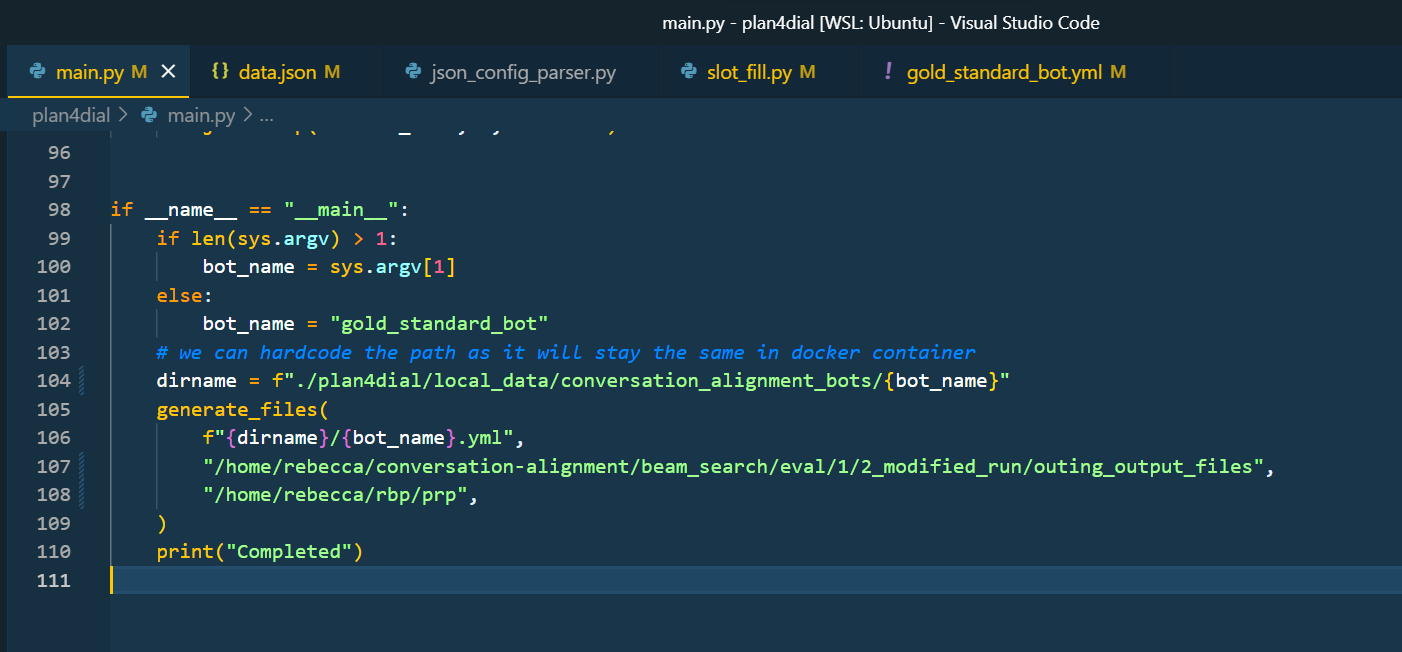 main.py - plan4dial [WSL: Ubuntu] - Visual Studio Code
main.py M data.json M json_config_parser.py slot_fill.py M ! gold_standard_bot.yml M
plan4dial > main.py > ...
96
97
98 if __name__ == "__main__":
99 if len(sys.argv) > 1:
100 bot_name = sys.argv[1]
101 else:
102 bot_name = "gold_standard_bot"
103 # we can hardcode the path as it will stay the same in docker container
104 dirname = f"./plan4dial/local_data/conversation_alignment_bots/{bot_name}"
105 generate_files(
106 f"{dirname}/{bot_name}.yml",
107 "/home/rebecca/conversation-alignment/beam_search/eval/1/2_modified_run/outing_output_files",
108 "/home/rebecca/rbp/prp",
109 )
110 print("Completed")
111